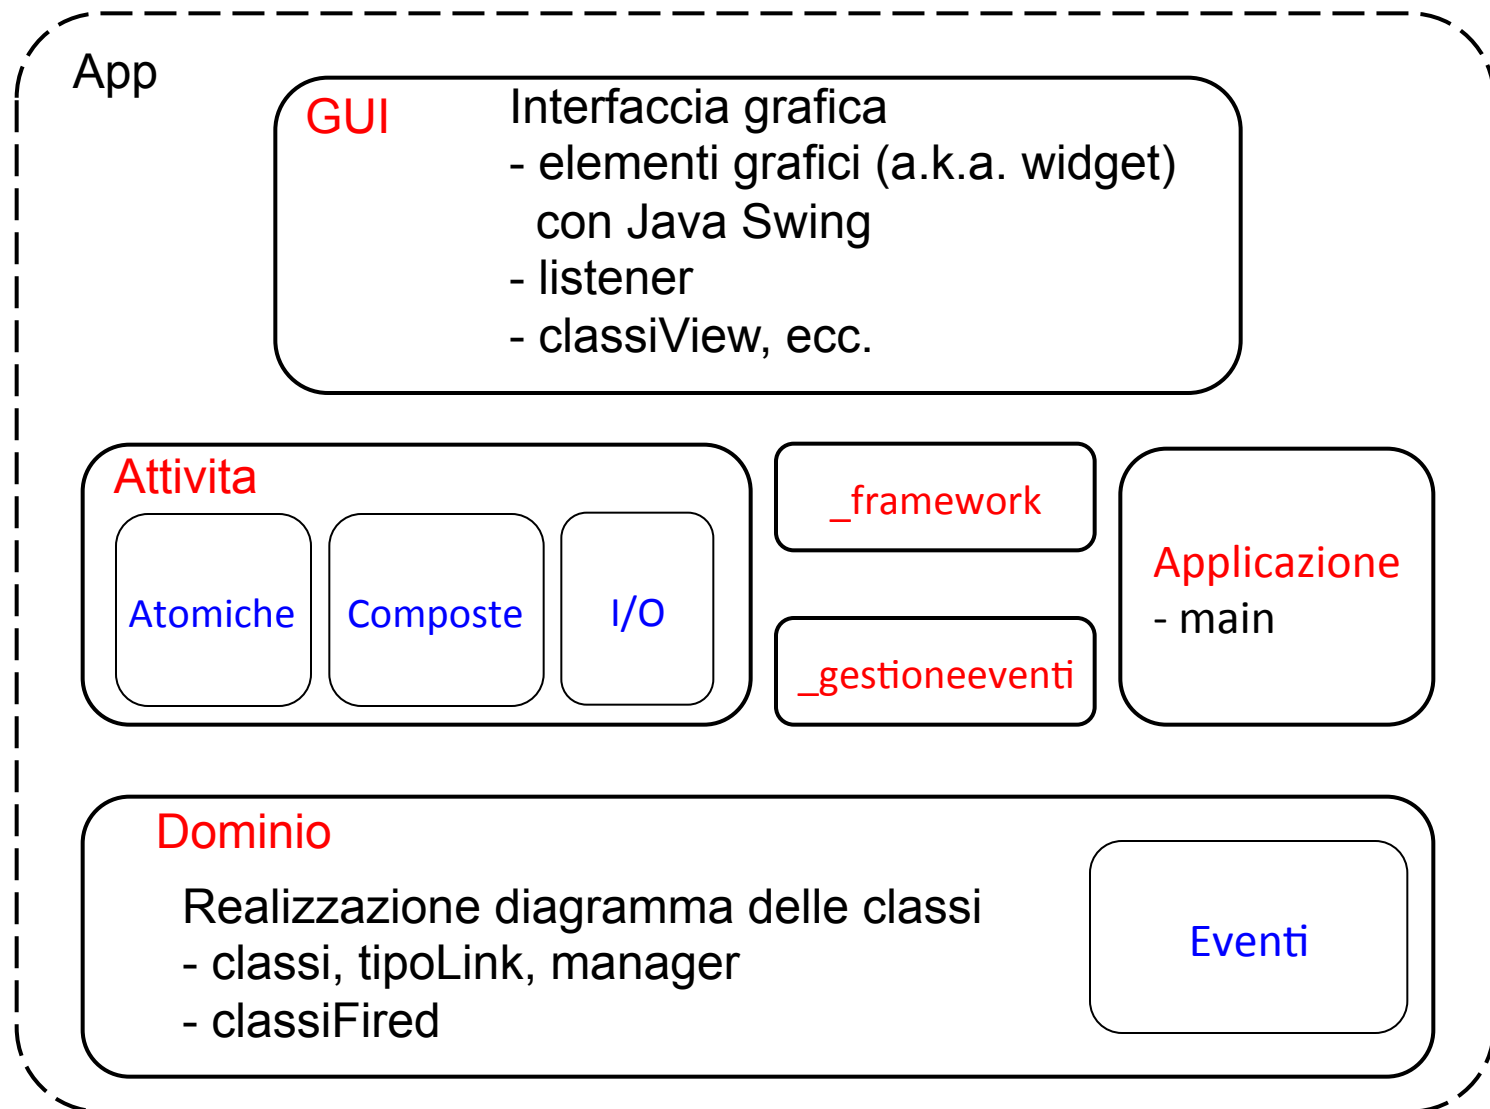 App
GUI
Interfaccia grafica
- elementi grafici (a.k.a. widget)
con Java Swing
- listener
- classiView, ecc.
Attivita
Atomiche
Composte
I/O
_framework
_gestioneeventi
Applicazione
- main
Dominio
Realizzazione diagramma delle classi
- classi, tipoLink, manager
- classiFired
Eventi